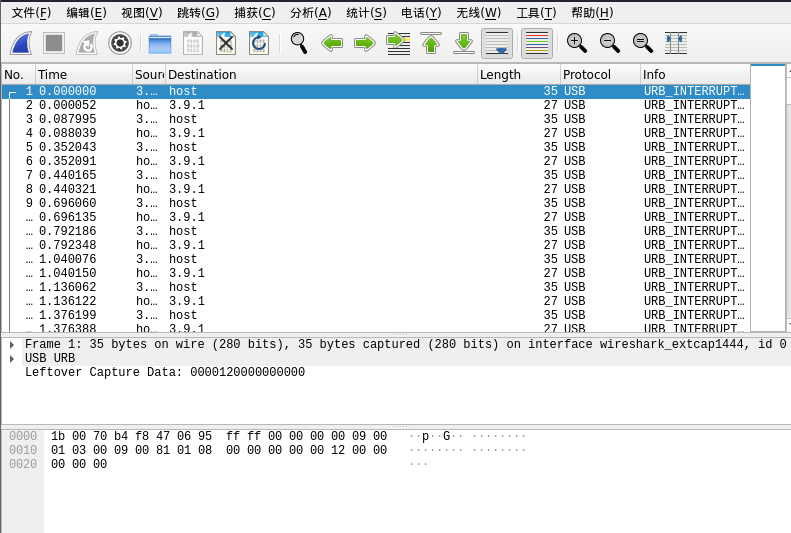 文件(F) 编辑(E) 视图(V) 跳转(G) 捕获(C) 分析(A) 统计(S) 电话(Y) 无线(W) 工具(T) 帮助(H)
No. Time Sour Destination Length Protocol Info
1 0.000000 3.… host 35 USB URB_INTERRUPT…
2 0.000052 ho… 3.9.1 27 USB URB_INTERRUPT…
3 0.087995 3.… host 35 USB URB_INTERRUPT…
4 0.088039 ho… 3.9.1 27 USB URB_INTERRUPT…
5 0.352043 3.… host 35 USB URB_INTERRUPT…
6 0.352091 ho… 3.9.1 27 USB URB_INTERRUPT…
7 0.440165 3.… host 35 USB URB_INTERRUPT…
8 0.440321 ho… 3.9.1 27 USB URB_INTERRUPT…
9 0.696060 3.… host 35 USB URB_INTERRUPT…
… 0.696135 ho… 3.9.1 27 USB URB_INTERRUPT…
… 0.792186 3.… host 35 USB URB_INTERRUPT…
… 0.792348 ho… 3.9.1 27 USB URB_INTERRUPT…
… 1.040076 3.… host 35 USB URB_INTERRUPT…
… 1.040150 ho… 3.9.1 27 USB URB_INTERRUPT…
… 1.136062 3.… host 35 USB URB_INTERRUPT…
… 1.136122 ho… 3.9.1 27 USB URB_INTERRUPT…
… 1.376199 3.… host 35 USB URB_INTERRUPT…
… 1.376388 ho… 3.9.1 27 USB URB_INTERRUPT…
Frame 1: 35 bytes on wire (280 bits), 35 bytes captured (280 bits) on interface wireshark_extcap1444, id 0
USB URB
Leftover Capture Data: 0000120000000000
0000 1b 00 70 b4 f8 47 06 95 ff ff 00 00 00 00 09 00 ··p··G·· ········
0010 01 03 00 09 00 81 01 08 00 00 00 00 00 12 00 00 ········ ········
0020 00 00 00 ···